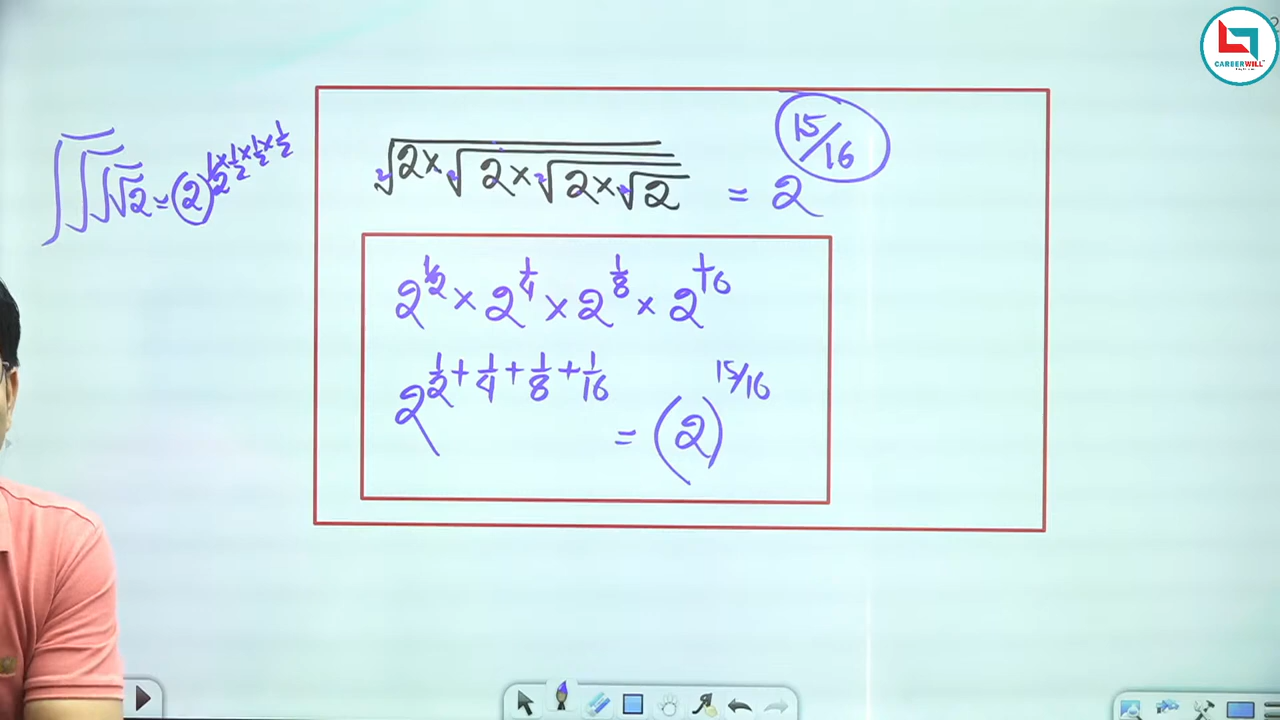 CAREERWILL
√√√√2 = 2^(1/2 × 1/2 × 1/2 × 1/2)
√(2×√(2×√(2×√2))) = 2^(15/16)
2^(1/2) × 2^(1/4) × 2^(1/8) × 2^(1/16)
2^(1/2 + 1/4 + 1/8 + 1/16) = (2)^(15/16)